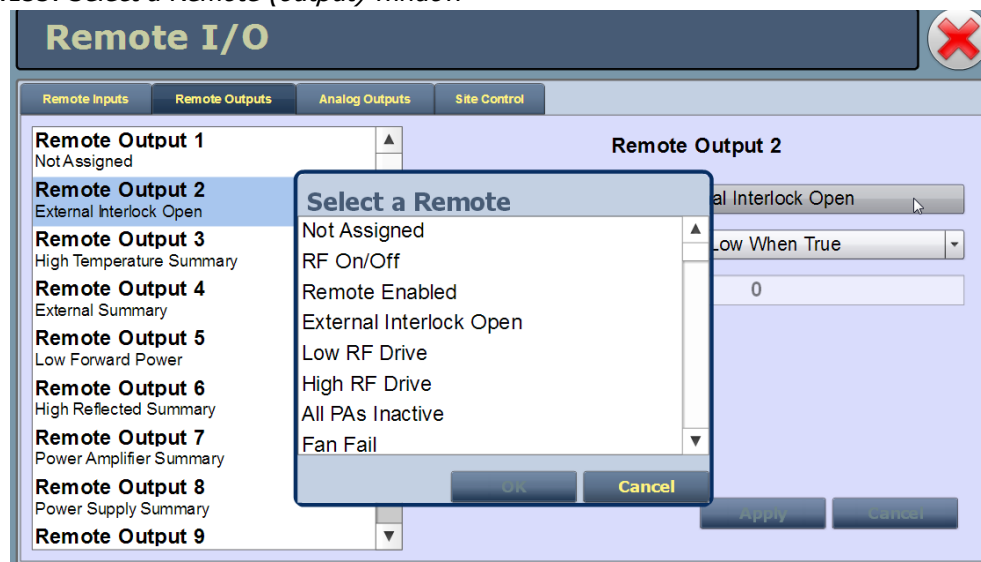 Select a Remote (output) window
Remote I/O
Remote Inputs Remote Outputs Analog Outputs Site Control
Remote Output 1
Not Assigned
Remote Output 2
External Interlock Open
Remote Output 3
High Temperature Summary
Remote Output 4
External Summary
Remote Output 5
Low Forward Power
Remote Output 6
High Reflected Summary
Remote Output 7
Power Amplifier Summary
Remote Output 8
Power Supply Summary
Remote Output 9
Remote Output 2
al Interlock Open
Low When True
0
Select a Remote
Not Assigned
RF On/Off
Remote Enabled
External Interlock Open
Low RF Drive
High RF Drive
All PAs Inactive
Fan Fail
OK Cancel
Apply Cancel